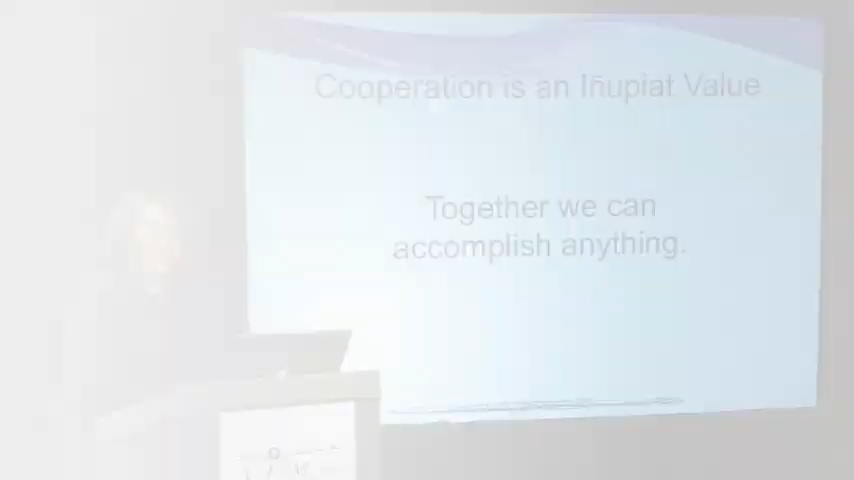 Cooperation is an Iñupiat Value
Together we can
accomplish anything.